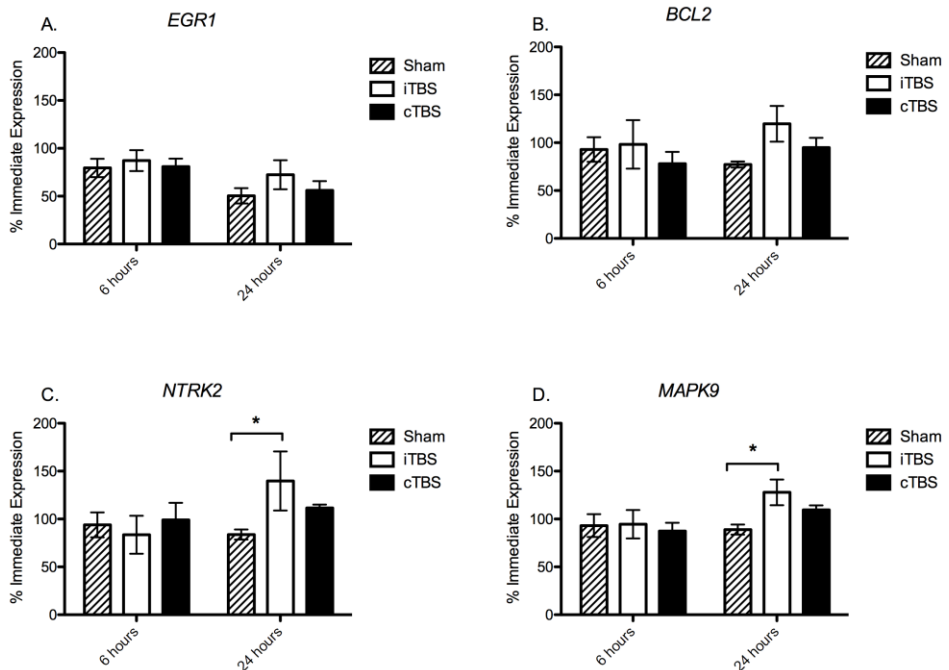 A.
EGR1
% Immediate Expression
200
150
100
50
0
6 hours
24 hours
Sham
iTBS
cTBS
B.
BCL2
% Immediate Expression
200
150
100
50
0
6 hours
24 hours
Sham
iTBS
cTBS
C.
NTRK2
% Immediate Expression
200
150
100
50
0
*
6 hours
24 hours
Sham
iTBS
cTBS
D.
MAPK9
% Immediate Expression
200
150
100
50
0
*
6 hours
24 hours
Sham
iTBS
cTBS